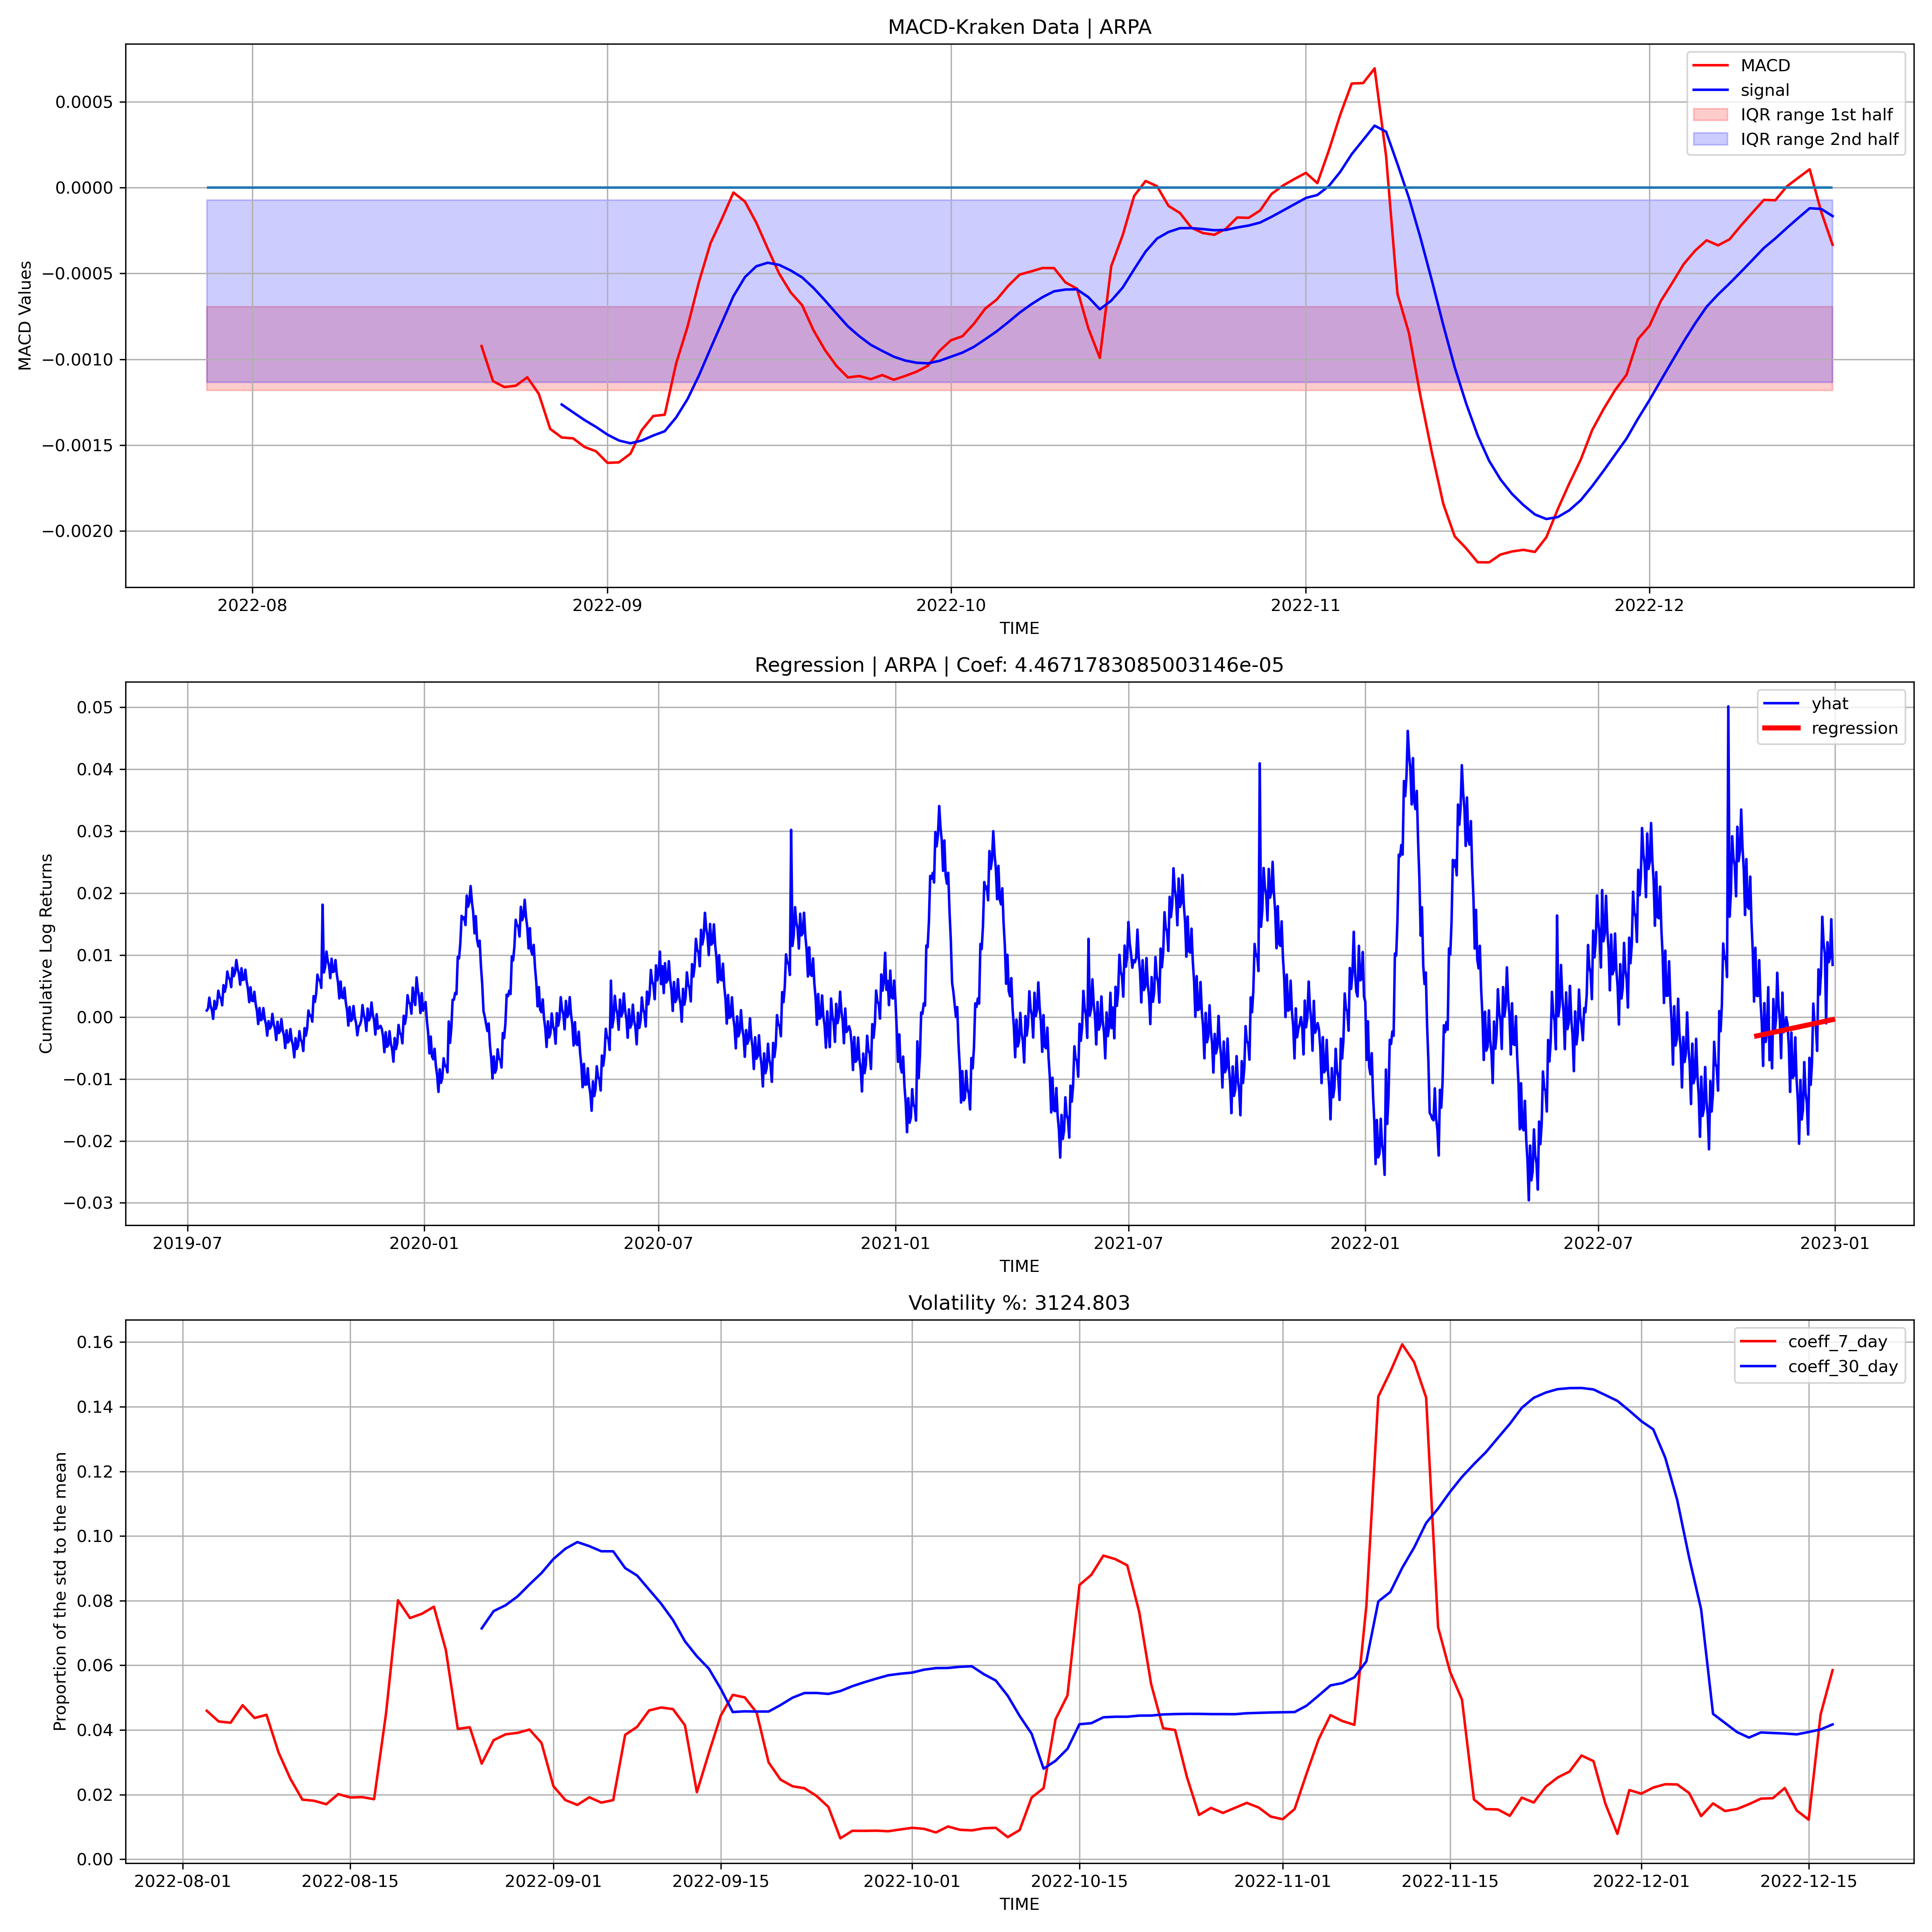 MACD-Kraken Data | ARPA
MACD
signal
IQR range 1st half
IQR range 2nd half
MACD Values
0.0005
0.0000
−0.0005
−0.0010
−0.0015
−0.0020
2022-08 2022-09 2022-10 2022-11 2022-12
TIME
Regression | ARPA | Coef: 4.4671783085003146e-05
yhat
regression
Cumulative Log Returns
0.05
0.04
0.03
0.02
0.01
0.00
−0.01
−0.02
−0.03
2019-07 2020-01 2020-07 2021-01 2021-07 2022-01 2022-07 2023-01
TIME
Volatility %: 3124.803
coeff_7_day
coeff_30_day
Proportion of the std to the mean
0.16
0.14
0.12
0.10
0.08
0.06
0.04
0.02
0.00
2022-08-01 2022-08-15 2022-09-01 2022-09-15 2022-10-01 2022-10-15 2022-11-01 2022-11-15 2022-12-01 2022-12-15
TIME